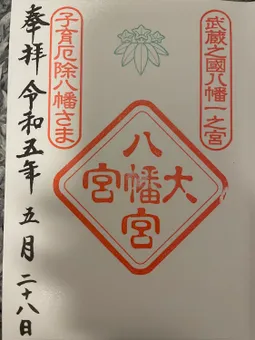 武蔵之國八幡一之宮
大八幡宮
宮
子育厄除八幡さま
奉拝 令和五年 五月 二十八日